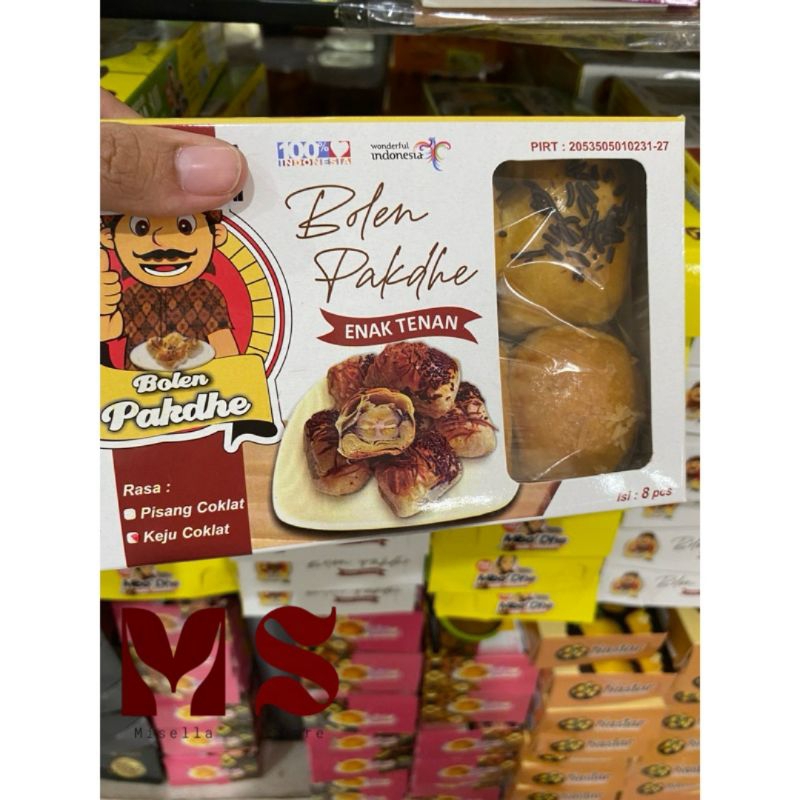 100%
INDONESIA
wonderful
indonesia
PIRT : 2053505010231-27
Bolen
Pakdhe
ENAK TENAN
Bolen
Pakdhe
Rasa :
Pisang Coklat
Keju Coklat
Isi : 8 pcs
MS
Misella